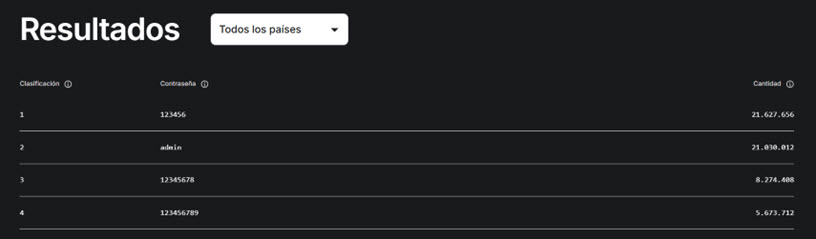 Resultados Todos los países
Clasificación Contraseña Cantidad
1 123456 21.627.656
2 admin 21.030.012
3 12345678 8.274.408
4 123456789 5.673.712